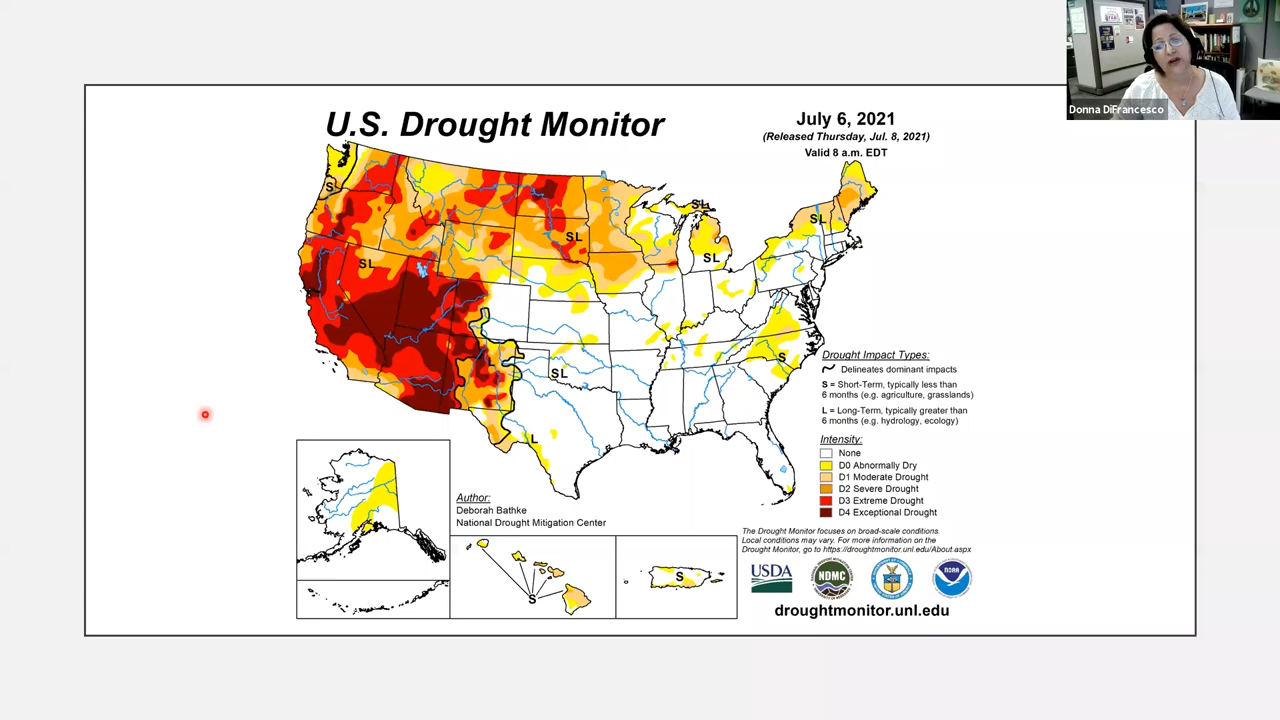 Donna DiFrancesco
U.S. Drought Monitor
July 6, 2021
(Released Thursday, Jul. 8, 2021)
Valid 8 a.m. EDT
S
SL
SL
SL
SL
SL
SL
S
L
S
S
Drought Impact Types:
Delineates dominant impacts
S = Short-Term, typically less than
6 months (e.g. agriculture, grasslands)
L = Long-Term, typically greater than
6 months (e.g. hydrology, ecology)
Intensity:
None
D0 Abnormally Dry
D1 Moderate Drought
D2 Severe Drought
D3 Extreme Drought
D4 Exceptional Drought
Author:
Deborah Bathke
National Drought Mitigation Center
The Drought Monitor focuses on broad-scale conditions.
Local conditions may vary. For more information on the
Drought Monitor, go to https://droughtmonitor.unl.edu/About.aspx
USDA
NDMC
NOAA
droughtmonitor.unl.edu